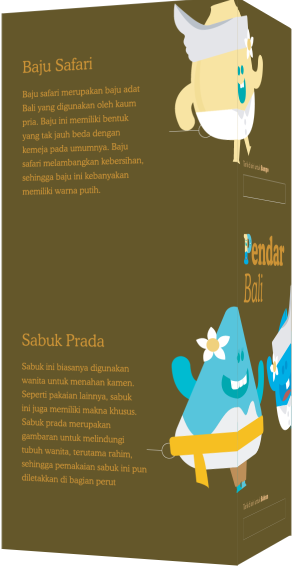 Baju Safari
Baju safari merupakan baju adat
Bali yang digunakan oleh kaum
pria. Baju ini memiliki bentuk
yang tak jauh beda dengan
kemeja pada umumnya. Baju
safari melambangkan kebersihan,
sehingga baju ini kebanyakan
memiliki warna putih.
Pendar
Bali
Sabuk Prada
Sabuk ini biasanya digunakan
wanita untuk menahan kamen.
Seperti pakaian lainnya, sabuk
ini juga memiliki makna khusus.
Sabuk prada merupakan
gambaran untuk melindungi
tubuh wanita, terutama rahim,
sehingga pemakaian sabuk ini pun
diletakkan di bagian perut